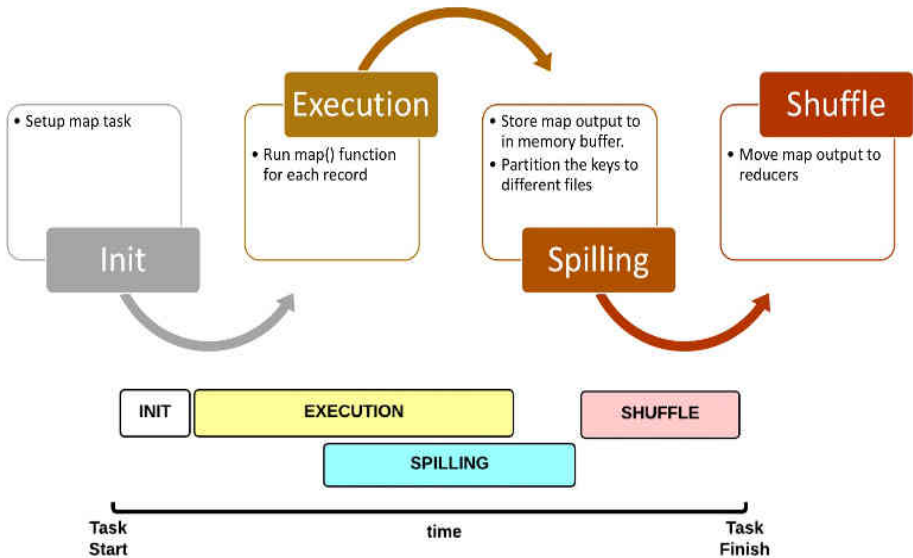 • Setup map task
Init
Execution
• Run map() function
for each record
• Store map output to
in memory buffer.
• Partition the keys to
different files
Spilling
Shuffle
• Move map output to
reducers
INIT
EXECUTION
SHUFFLE
SPILLING
Task
Start
time
Task
Finish